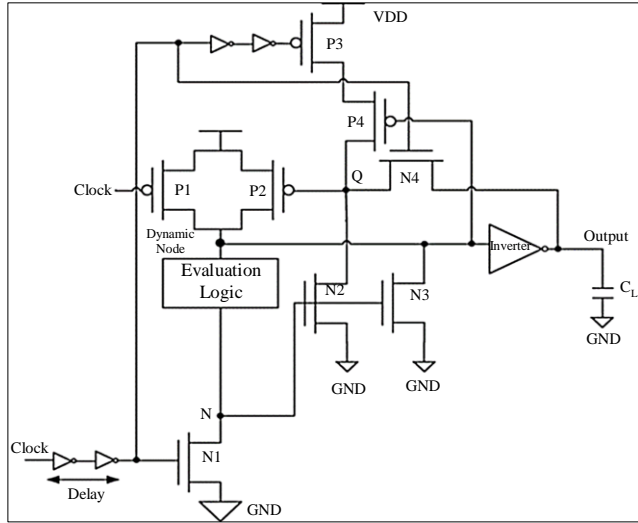 VDD
P3
P4
Q
N4
Clock
P1
P2
Dynamic
Node
Evaluation
Logic
Inverter
Output
C_L
GND
N2
N3
GND
GND
N
Clock
N1
Delay
GND